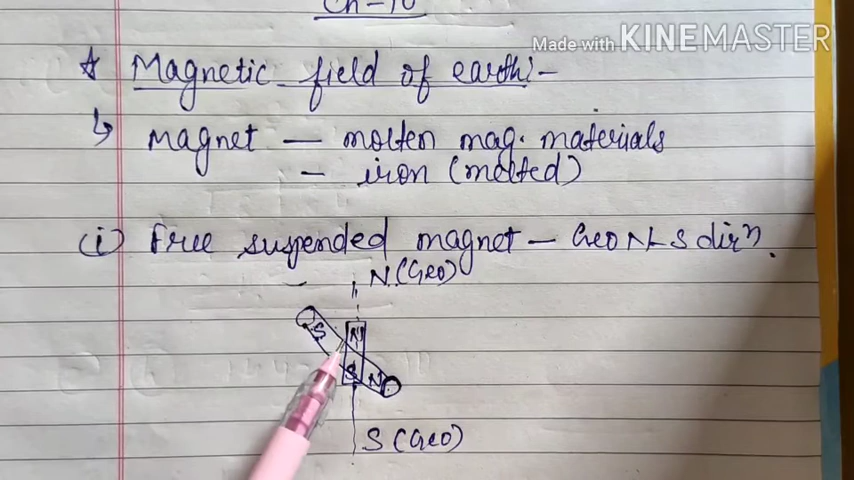 Ch-10
Made with KINEMASTER
☆ Magnetic field of earth:-
↳ Magnet — molten mag. materials
— iron (molted)
(i) Free suspended magnet — Geo N-S dirⁿ.
N (Geo)
S N
S N
S (Geo)